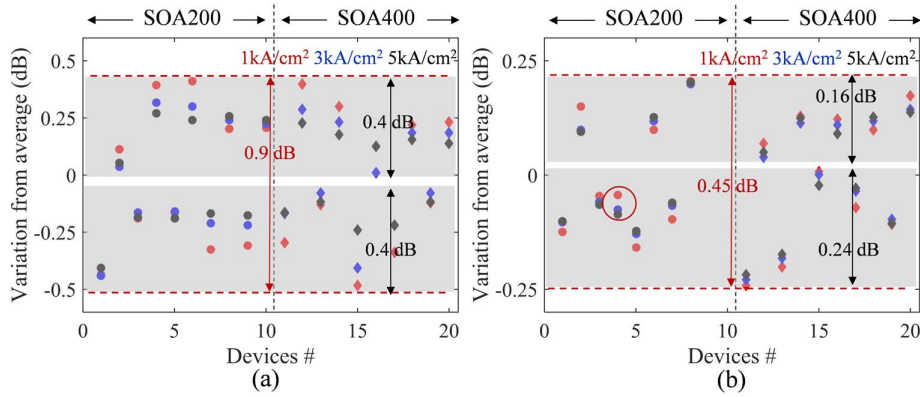 SOA200 SOA400
Variation from average (dB)
0.5
0.25
0
-0.25
-0.5
1kA/cm² 3kA/cm² 5kA/cm²
0.4 dB
0.9 dB
0.4 dB
0 5 10 15 20
Devices #
(a)
SOA200 SOA400
Variation from average (dB)
0.25
0
-0.25
1kA/cm² 3kA/cm² 5kA/cm²
0.16 dB
0.45 dB
0.24 dB
0 5 10 15 20
Devices #
(b)